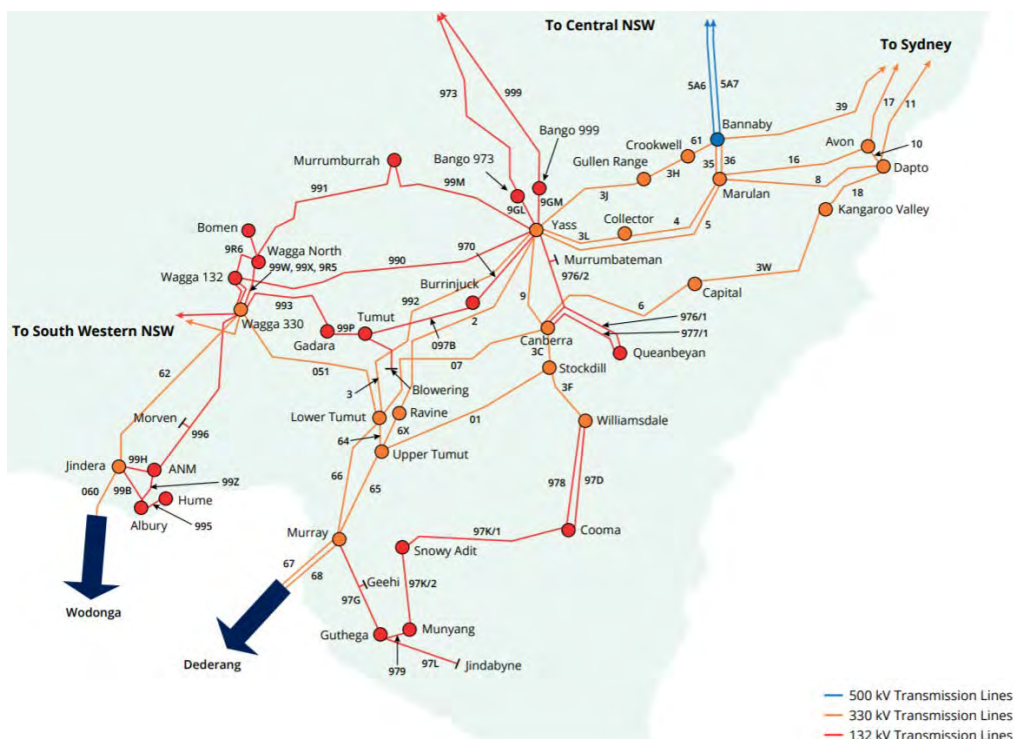 To Central NSW
To Sydney
973
999
5A6
5A7
39
17
11
Bannaby
Bango 999
Crookwell
61
Avon
10
Murrumburrah
Bango 973
Gullen Range
35
36
16
3H
Dapto
991
99M
9GL
9GM
3J
Marulan
8
18
Bomen
Yass
Collector
4
Kangaroo Valley
9R6
Wagga North
3L
5
99W, 99X, 9R5
970
990
Murrumbateman
Wagga 132
976/2
3W
Burrinjuck
992
9
Capital
993
2
6
To South Western NSW
Wagga 330
Tumut
976/1
99P
Canberra
977/1
Gadara
097B
3C
Queanbeyan
051
07
Stockdill
62
3
Blowering
3F
Morven
Lower Tumut
Ravine
01
Williamsdale
996
64
6X
Jindera
99H
ANM
Upper Tumut
060
99B
99Z
66
65
978
97D
Hume
Albury
995
Murray
97K/1
Cooma
Snowy Adit
67
68
Geehi
97K/2
97G
Wodonga
Guthega
Munyang
Dederang
979
97L
Jindabyne
500 kV Transmission Lines
330 kV Transmission Lines
132 kV Transmission Lines